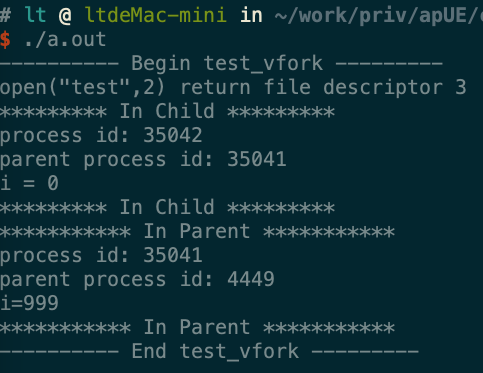 # lt @ ltdeMac-mini in ~/work/priv/apUE/
$ ./a.out
---------- Begin test_vfork ---------
open("test",2) return file descriptor 3
********* In Child *********
process id: 35042
parent process id: 35041
i = 0
********* In Child *********
*********** In Parent ***********
process id: 35041
parent process id: 4449
i=999
*********** In Parent ***********
---------- End test_vfork ---------